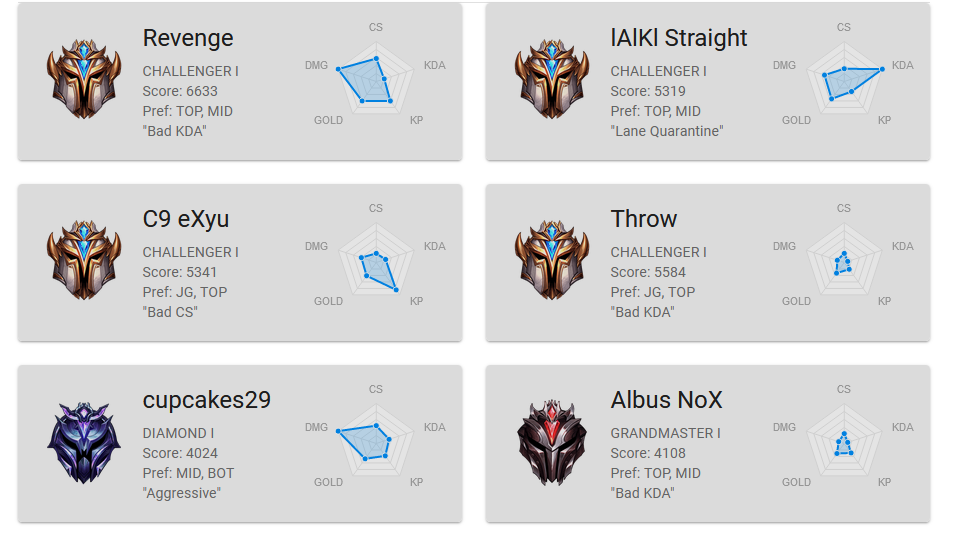 Revenge
CHALLENGER I
Score: 6633
Pref: TOP, MID
"Bad KDA"
CS
DMG
KDA
GOLD
KP
lAlKl Straight
CHALLENGER I
Score: 5319
Pref: TOP, MID
"Lane Quarantine"
CS
DMG
KDA
GOLD
KP
C9 eXyu
CHALLENGER I
Score: 5341
Pref: JG, TOP
"Bad CS"
CS
DMG
KDA
GOLD
KP
Throw
CHALLENGER I
Score: 5584
Pref: JG, TOP
"Bad KDA"
CS
DMG
KDA
GOLD
KP
cupcakes29
DIAMOND I
Score: 4024
Pref: MID, BOT
"Aggressive"
CS
DMG
KDA
GOLD
KP
Albus NoX
GRANDMASTER I
Score: 4108
Pref: TOP, MID
"Bad KDA"
CS
DMG
KDA
GOLD
KP